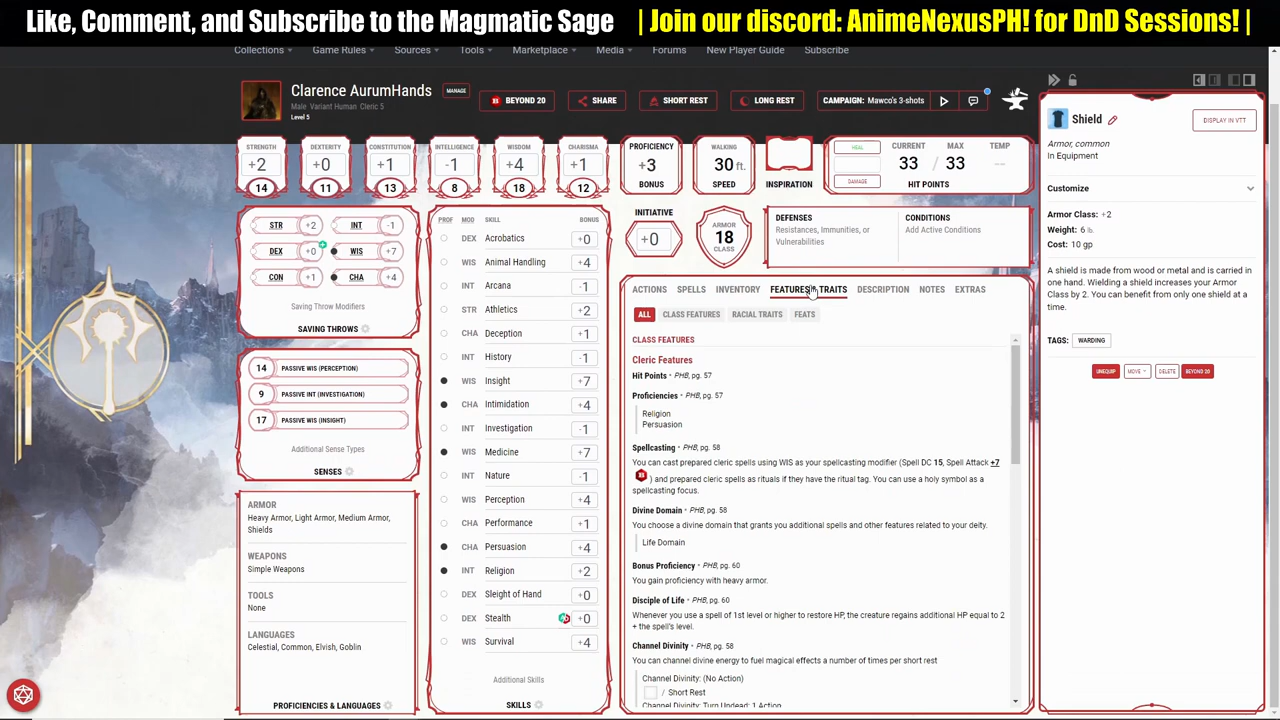 Like, Comment, and Subscribe to the Magmatic Sage | Join our discord: AnimeNexusPH! for DnD Sessions! |
Collections Game Rules Sources Tools Marketplace Media Forums New Player Guide Subscribe
Clarence AurumHands
MANAGE
Male Variant Human Cleric 5
Level 5
BEYOND 20
SHARE
SHORT REST
LONG REST
CAMPAIGN: Mawco's 3-shots
STRENGTH
+2
14
DEXTERITY
+0
11
CONSTITUTION
+1
13
INTELLIGENCE
-1
8
WISDOM
+4
18
CHARISMA
+1
12
PROFICIENCY
+3
BONUS
WALKING
30 ft.
SPEED
INSPIRATION
HEAL
DAMAGE
CURRENT
33
/
MAX
33
TEMP
--
HIT POINTS
STR +2
INT -1
DEX +0
WIS +7
CON +1
CHA +4
Saving Throw Modifiers
SAVING THROWS
14 PASSIVE WIS (PERCEPTION)
9 PASSIVE INT (INVESTIGATION)
17 PASSIVE WIS (INSIGHT)
Additional Sense Types
SENSES
ARMOR
Heavy Armor, Light Armor, Medium Armor,
Shields
WEAPONS
Simple Weapons
TOOLS
None
LANGUAGES
Celestial, Common, Elvish, Goblin
PROFICIENCIES & LANGUAGES
PROF MOD SKILL BONUS
DEX Acrobatics +0
WIS Animal Handling +4
INT Arcana -1
STR Athletics +2
CHA Deception +1
INT History -1
WIS Insight +7
CHA Intimidation +4
INT Investigation -1
WIS Medicine +7
INT Nature -1
WIS Perception +4
CHA Performance +1
CHA Persuasion +4
INT Religion +2
DEX Sleight of Hand +0
DEX Stealth +0
WIS Survival +4
Additional Skills
SKILLS
INITIATIVE
+0
ARMOR
18
CLASS
DEFENSES
Resistances, Immunities, or
Vulnerabilities
CONDITIONS
Add Active Conditions
ACTIONS SPELLS INVENTORY FEATURES TRAITS DESCRIPTION NOTES EXTRAS
ALL CLASS FEATURES RACIAL TRAITS FEATS
CLASS FEATURES
Cleric Features
Hit Points • PHB, pg. 57
Proficiencies • PHB, pg. 57
Religion
Persuasion
Spellcasting • PHB, pg. 58
You can cast prepared cleric spells using WIS as your spellcasting modifier (Spell DC 15, Spell Attack +7
) and prepared cleric spells as rituals if they have the ritual tag. You can use a holy symbol as a
spellcasting focus.
Divine Domain • PHB, pg. 58
You choose a divine domain that grants you additional spells and other features related to your deity.
Life Domain
Bonus Proficiency • PHB, pg. 60
You gain proficiency with heavy armor.
Disciple of Life • PHB, pg. 60
Whenever you use a spell of 1st level or higher to restore HP, the creature regains additional HP equal to 2
+ the spell's level.
Channel Divinity • PHB, pg. 58
You can channel divine energy to fuel magical effects a number of times per short rest
Channel Divinity: (No Action)
/ Short Rest
Channel Divinity: Turn Undead: 1 Action
Shield
DISPLAY IN VTT
Armor, common
In Equipment
Customize
Armor Class: +2
Weight: 6 lb.
Cost: 10 gp
A shield is made from wood or metal and is carried
in one hand. Wielding a shield increases your Armor
Class by 2. You can benefit from only one shield at a
time.
TAGS: WARDING
UNEQUIP MOVE DELETE BEYOND 20